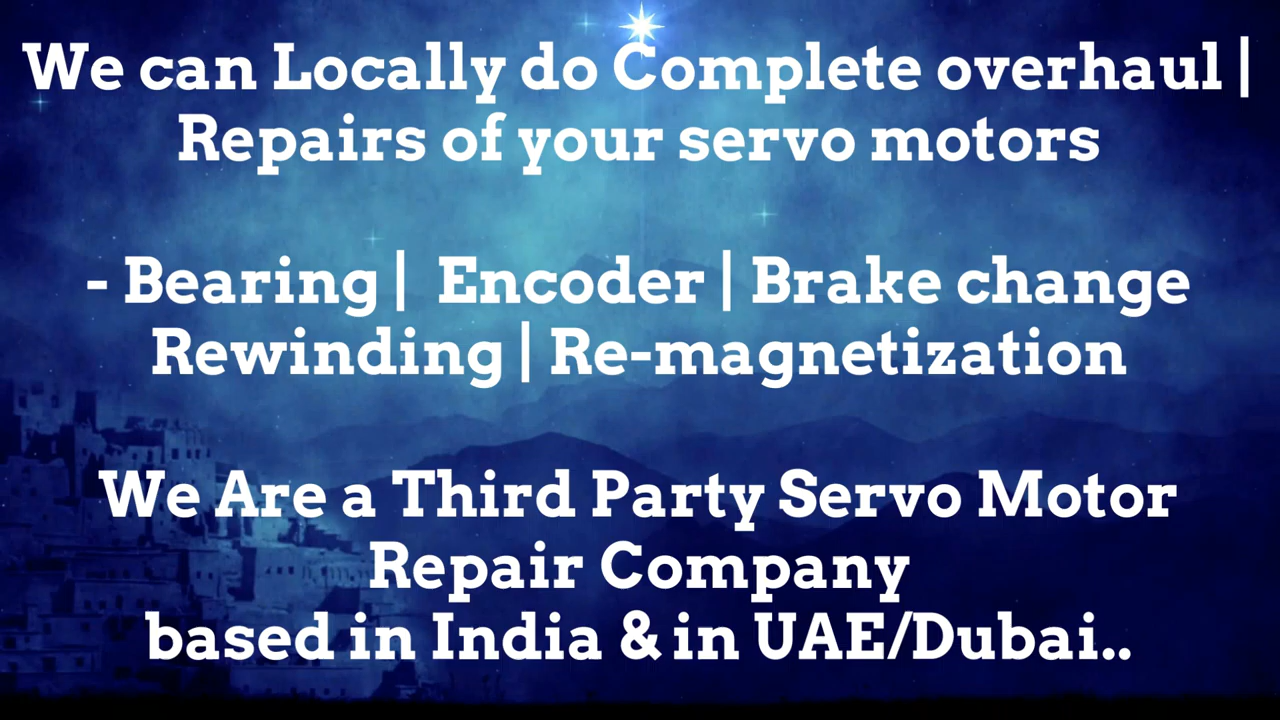 We can Locally do Complete overhaul |
Repairs of your servo motors
- Bearing | Encoder | Brake change
Rewinding | Re-magnetization
We Are a Third Party Servo Motor
Repair Company
based in India & in UAE/Dubai..